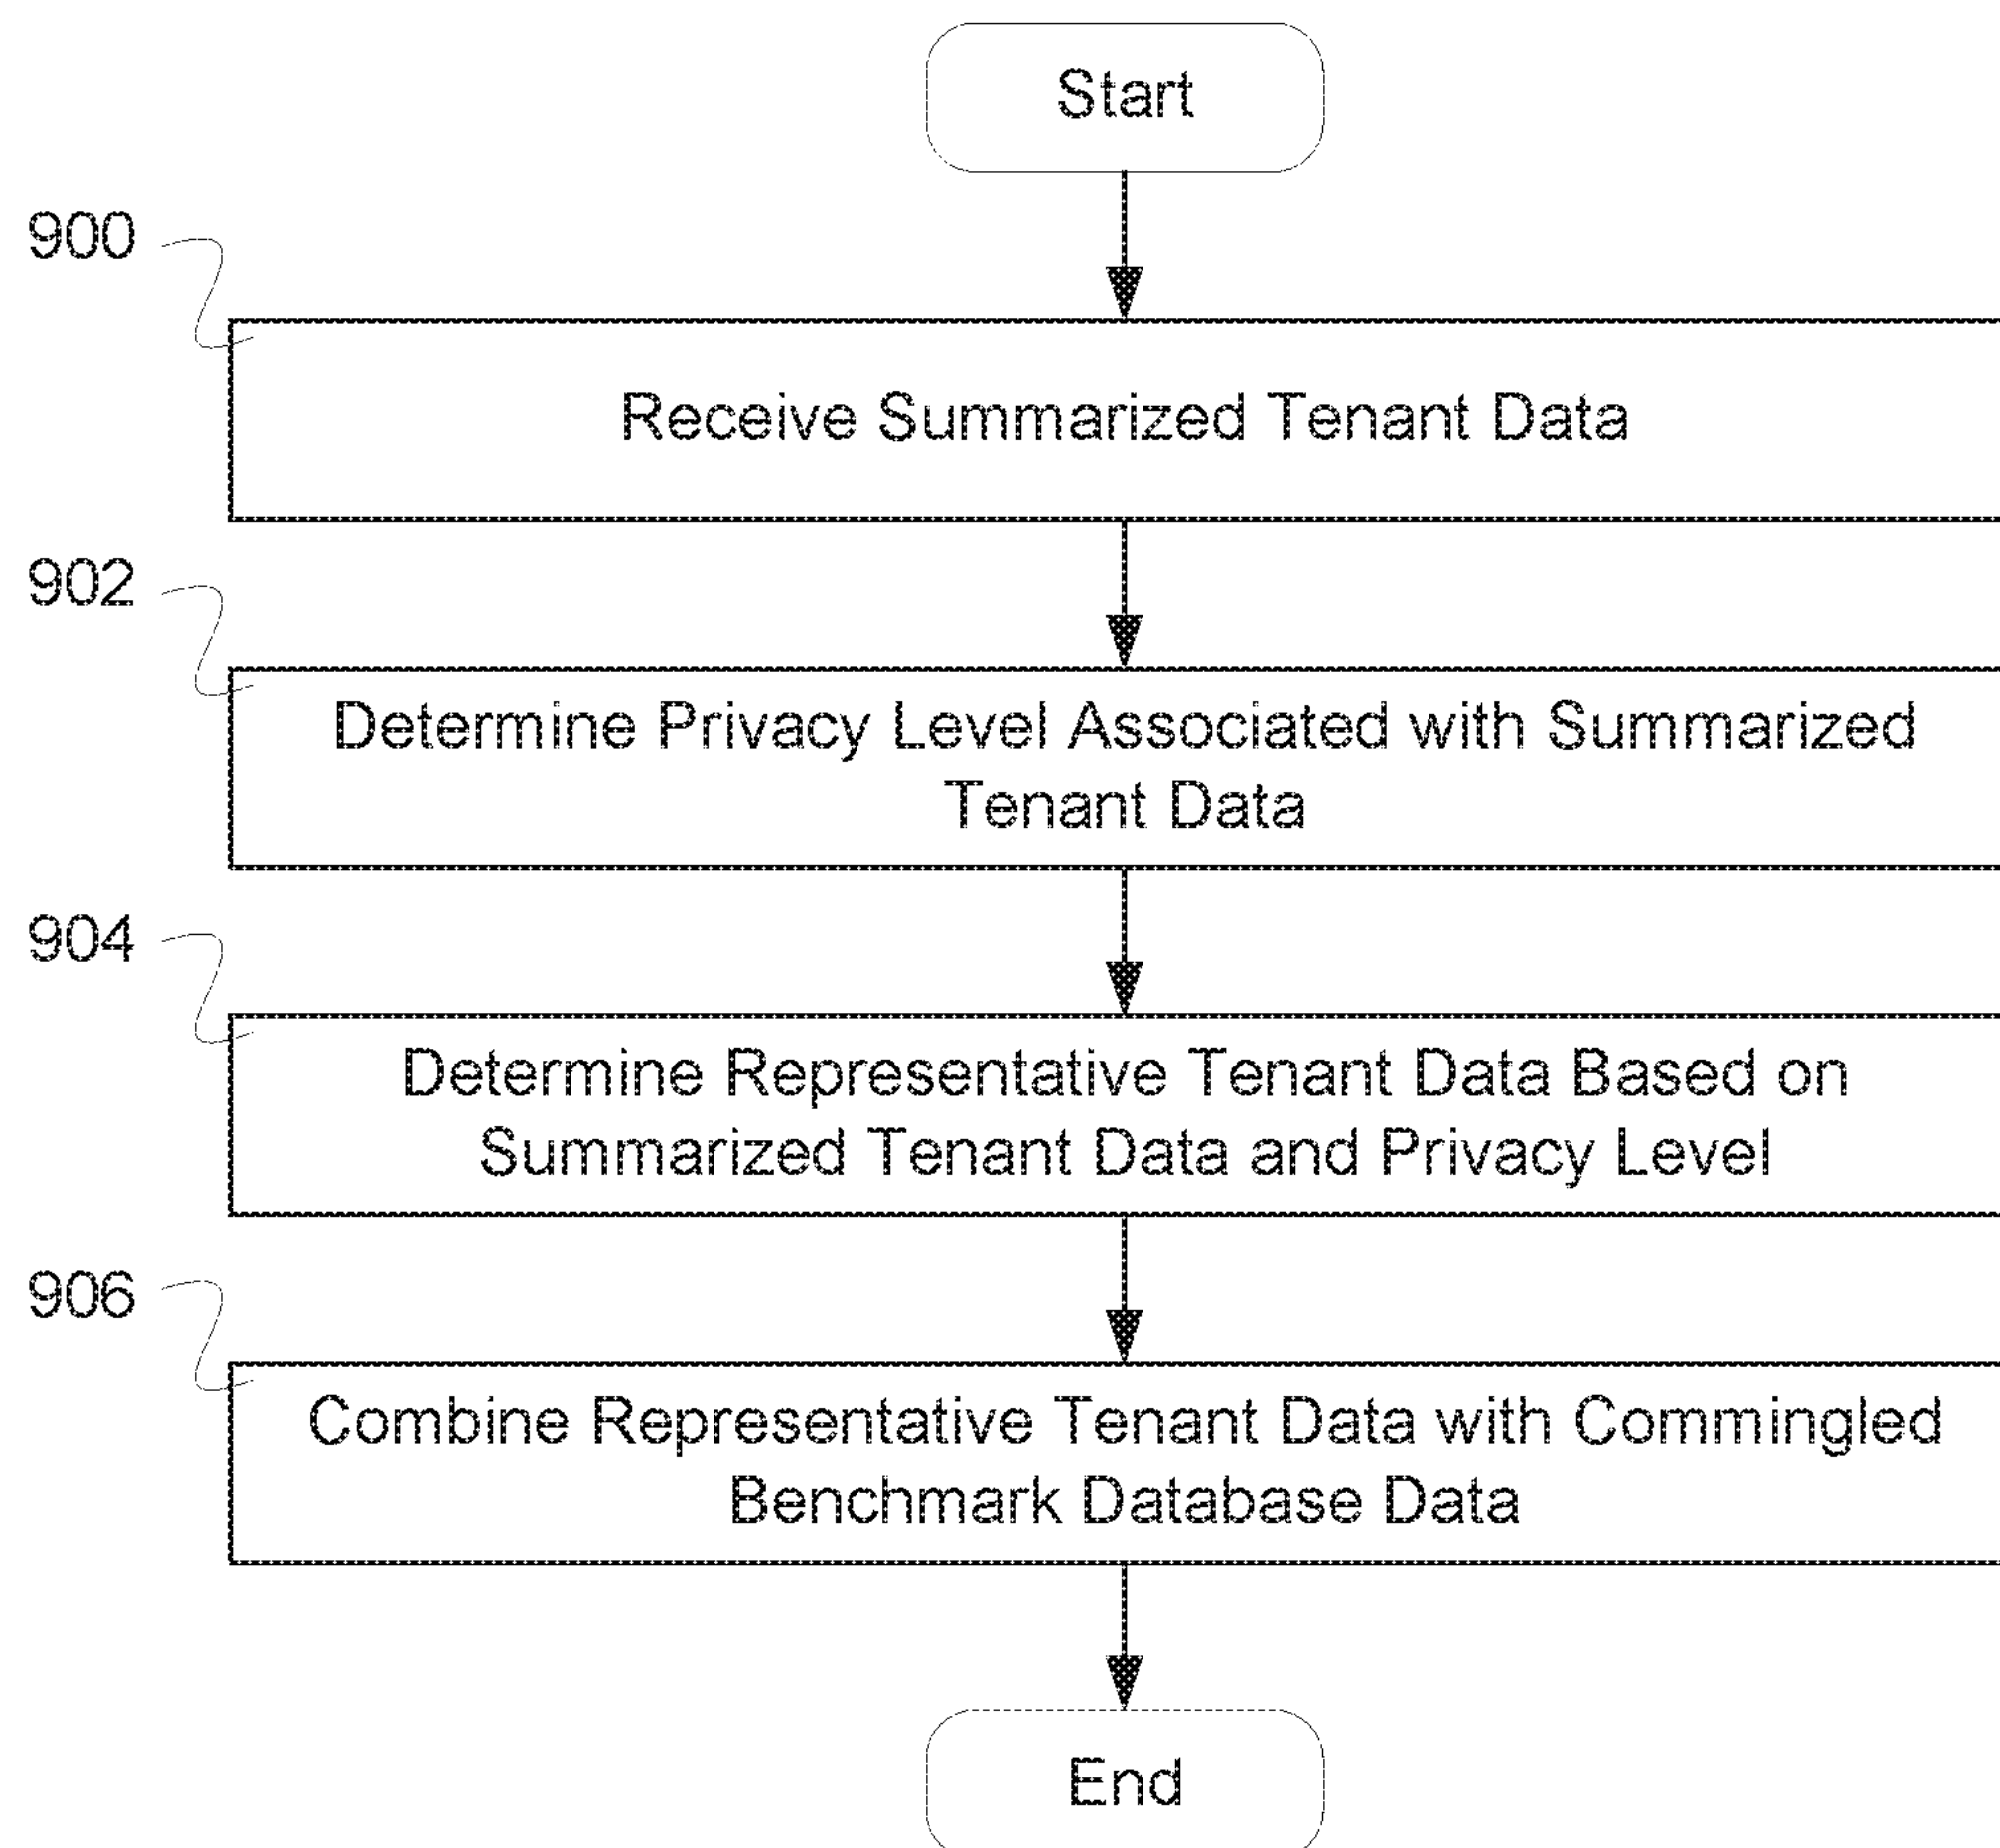 Start
900
Receive Summarized Tenant Data
902
Determine Privacy Level Associated with Summarized
Tenant Data
904
Determine Representative Tenant Data Based on
Summarized Tenant Data and Privacy Level
906
Combine Representative Tenant Data with Commingled
Benchmark Database Data
End